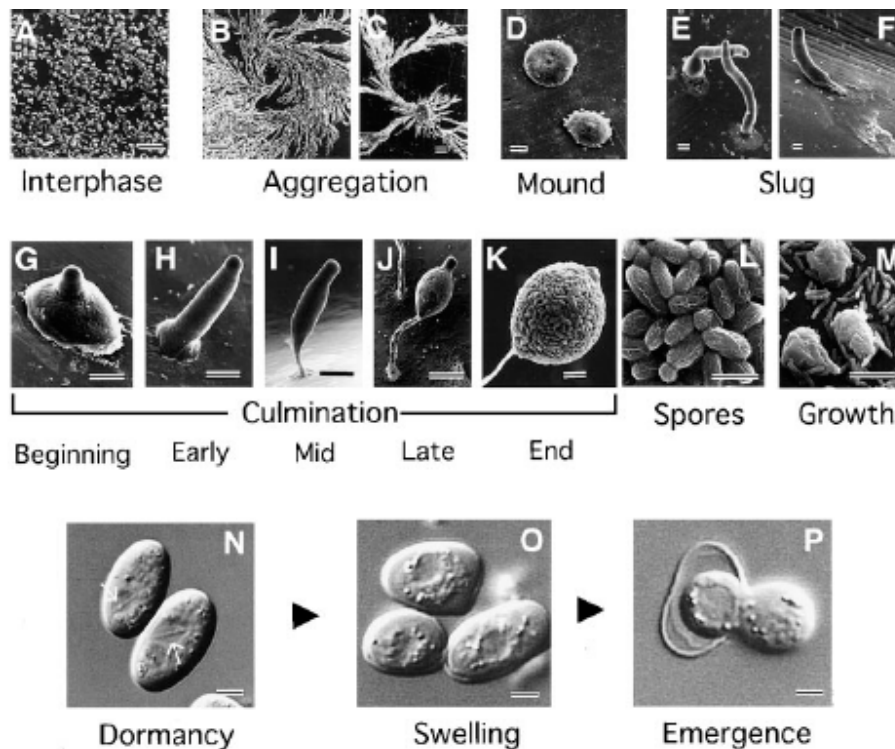 A B C D E F
Interphase Aggregation Mound Slug
G H I J K L M
Culmination Spores Growth
Beginning Early Mid Late End
N O P
Dormancy Swelling Emergence